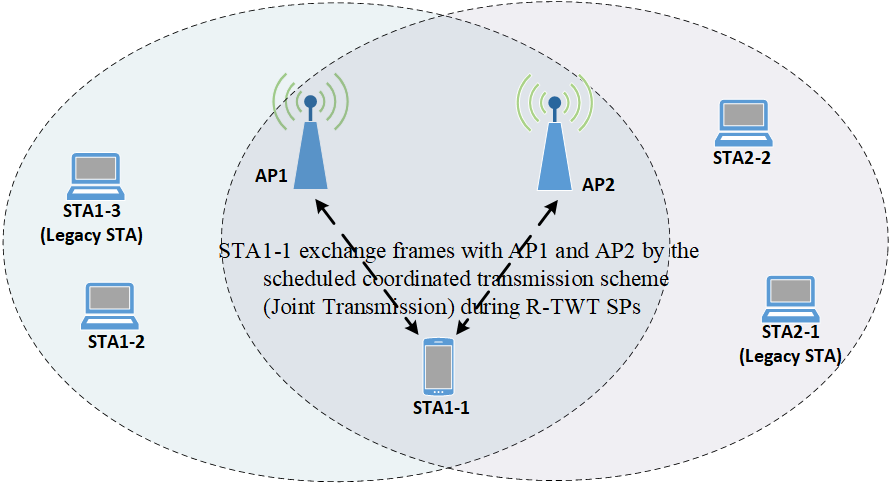 AP1
AP2
STA2-2
STA1-3
(Legacy STA)
STA1-1 exchange frames with AP1 and AP2 by the
scheduled coordinated transmission scheme
(Joint Transmission) during R-TWT SPs
STA1-2
STA2-1
(Legacy STA)
STA1-1